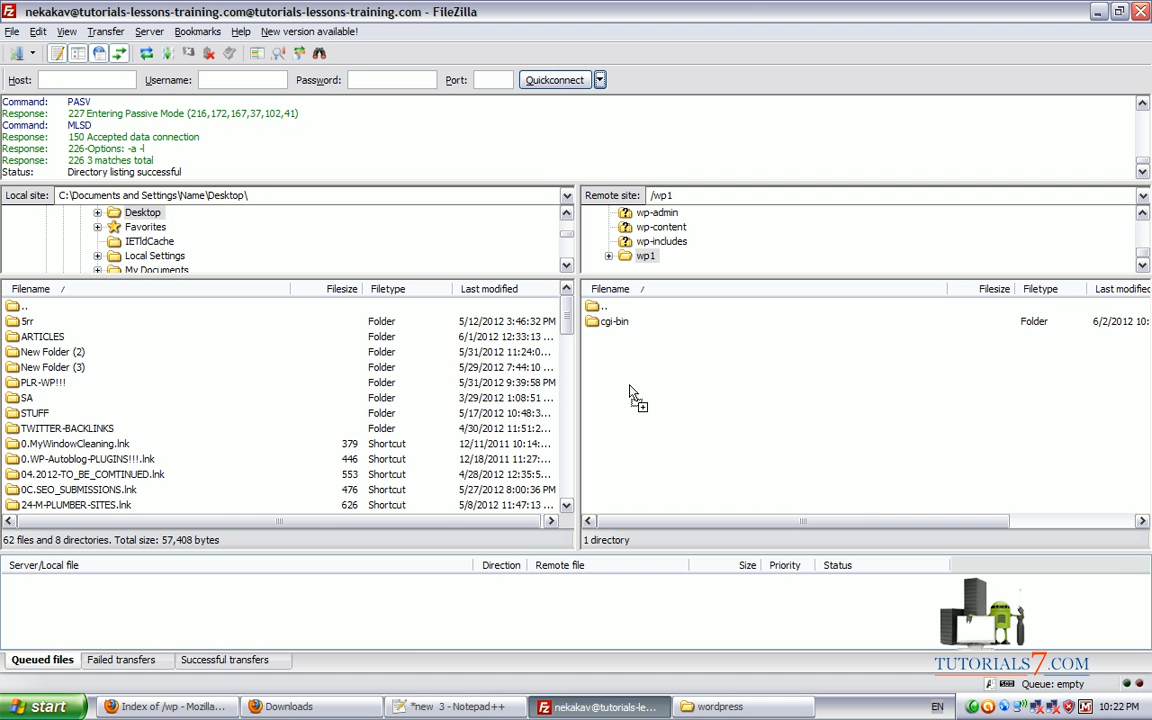 nekakav@tutorials-lessons-training.com@tutorials-lessons-training.com - FileZilla
File Edit View Transfer Server Bookmarks Help New version available!
Host: Username: Password: Port: Quickconnect
Command: PASV
Response: 227 Entering Passive Mode (216,172,167,37,102,41)
Command: MLSD
Response: 150 Accepted data connection
Response: 226-Options: -a -l
Response: 226 3 matches total
Status: Directory listing successful
Local site: C:\Documents and Settings\Name\Desktop\
Desktop
Favorites
IETldCache
Local Settings
My Documents
Remote site: /wp1
wp-admin
wp-content
wp-includes
wp1
Filename / Filesize Filetype Last modified
..
5rr Folder 5/12/2012 3:46:32 PM
ARTICLES Folder 6/1/2012 12:33:13 ...
New Folder (2) Folder 5/31/2012 11:24:0...
New Folder (3) Folder 5/29/2012 7:44:10 ...
PLR-WP!!! Folder 5/31/2012 9:39:58 PM
SA Folder 3/29/2012 1:08:51 ...
STUFF Folder 5/17/2012 10:48:3...
TWITTER-BACKLINKS Folder 4/30/2012 11:51:2...
0.MyWindowCleaning.lnk 379 Shortcut 12/11/2011 10:14:...
0.WP-Autoblog-PLUGINS!!!.lnk 446 Shortcut 12/18/2011 11:27:...
04.2012-TO_BE_COMTINUED.lnk 553 Shortcut 4/28/2012 12:35:5...
0C.SEO_SUBMISSIONS.lnk 476 Shortcut 5/27/2012 8:00:36 PM
24-M-PLUMBER-SITES.lnk 626 Shortcut 5/8/2012 11:47:13 ...
62 files and 8 directories. Total size: 57,408 bytes
Filename / Filesize Filetype Last modified
..
cgi-bin Folder 6/2/2012 10:
1 directory
Server/Local file Direction Remote file Size Priority Status
Queued files Failed transfers Successful transfers
TUTORIALS7.COM
Queue: empty
start Index of /wp - Mozilla... Downloads *new 3 - Notepad++ nekakav@tutorials-le... wordpress EN 10:22 PM